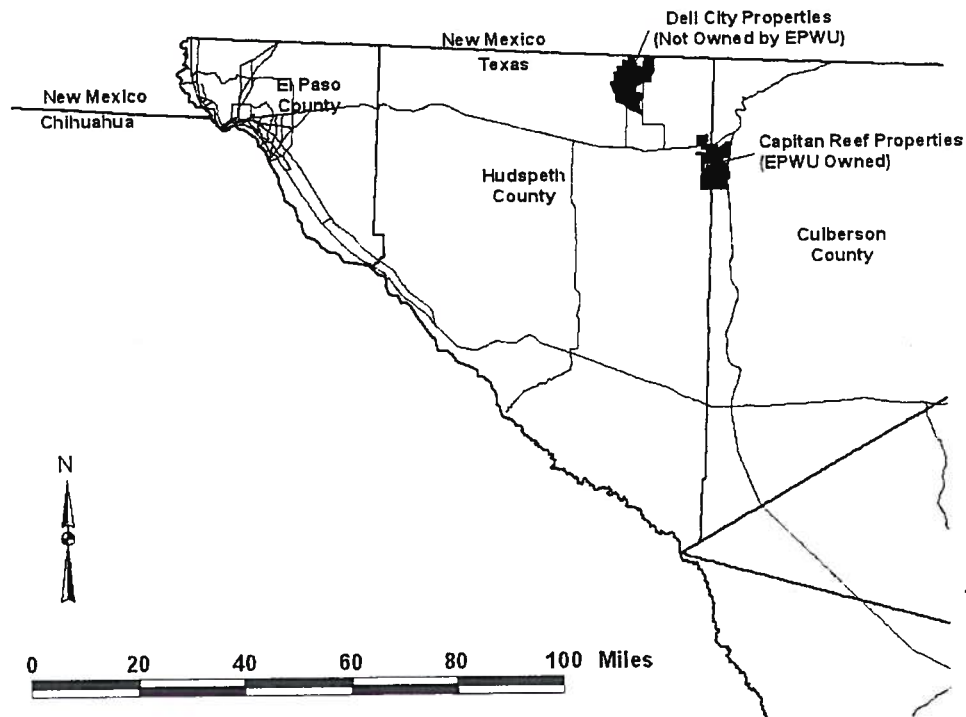 Dell City Properties
(Not Owned by EPWU)
New Mexico
Texas
El Paso
County
New Mexico
Chihuahua
Capitan Reef Properties
(EPWU Owned)
Hudspeth
County
Culberson
County
N
0 20 40 60 80 100 Miles